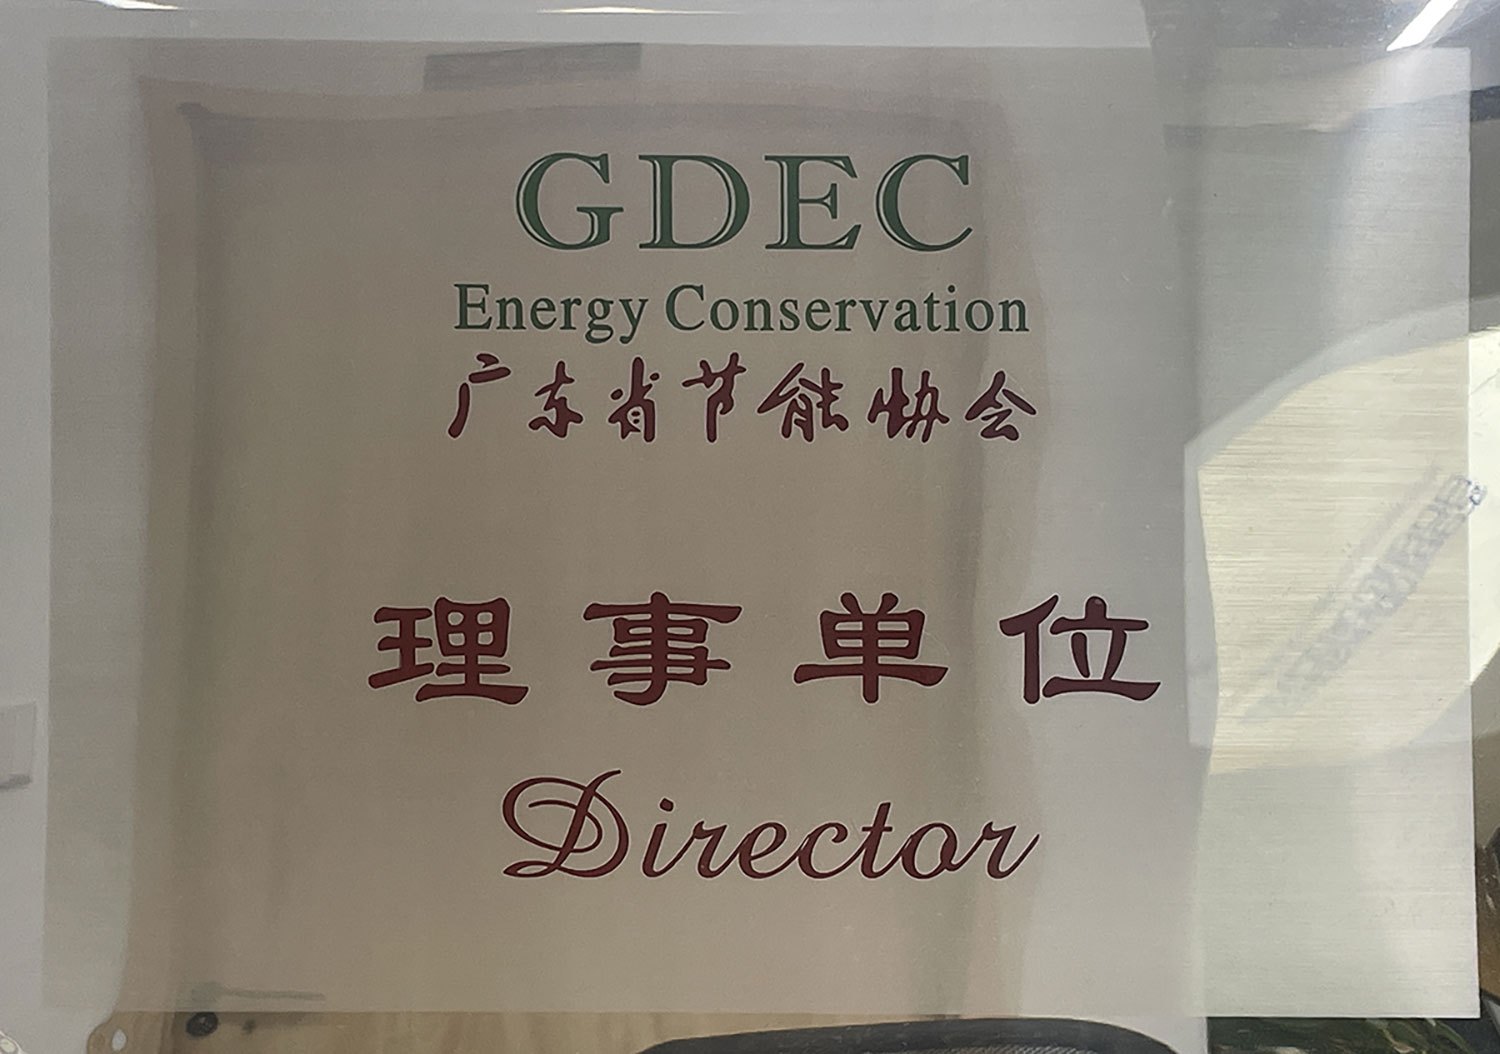 GDEC
Energy Conservation
广东省节能协会
理事单位
Director